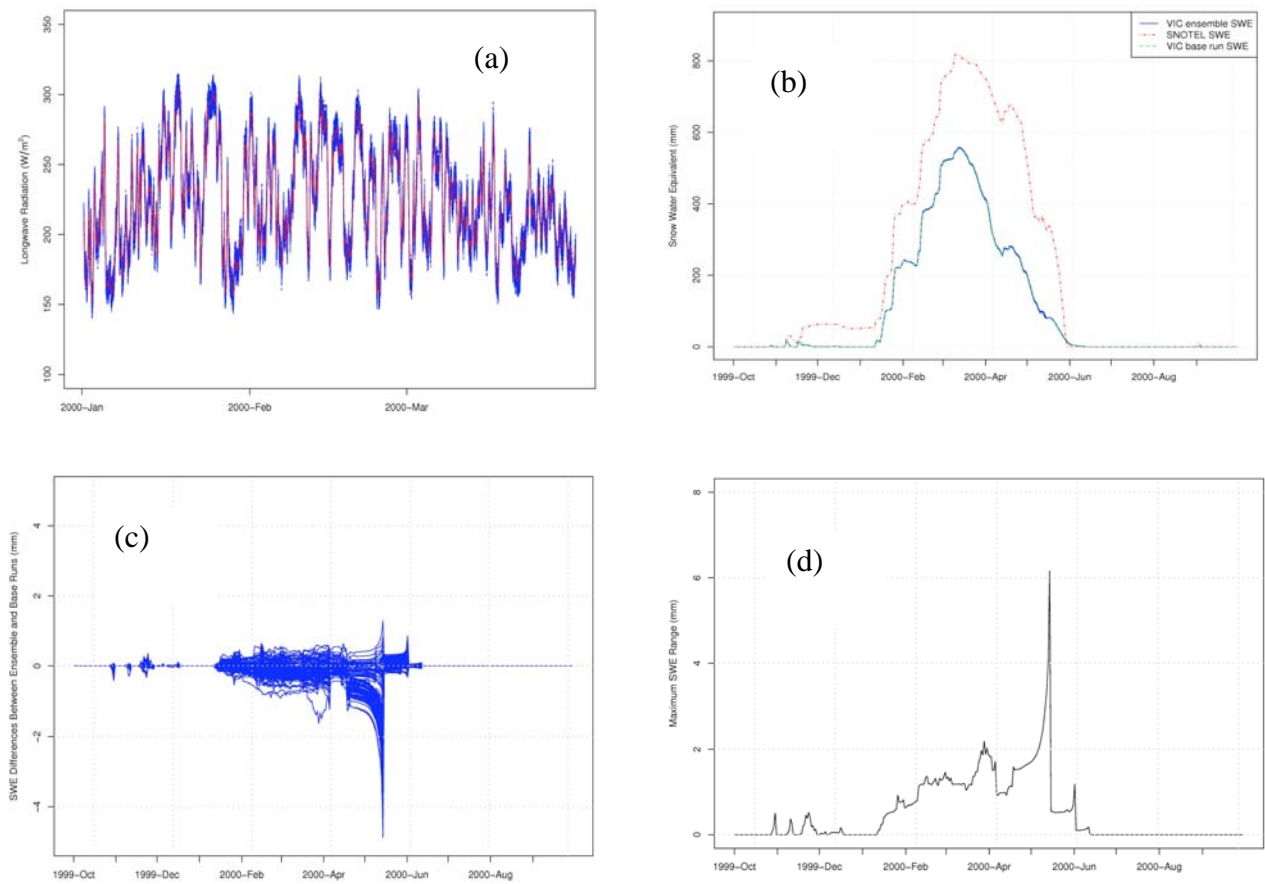 (a)
Longwave Radiation (W/m²)
350
300
250
200
150
100
2000−Jan
2000−Feb
2000−Mar
(b)
VIC ensemble SWE
SNOTEL SWE
VIC base run SWE
Snow Water Equivalent (mm)
800
600
400
200
0
1999−Oct
1999−Dec
2000−Feb
2000−Apr
2000−Jun
2000−Aug
(c)
SWE Differences Between Ensemble and Base Runs (mm)
4
2
0
−2
−4
1999−Oct
1999−Dec
2000−Feb
2000−Apr
2000−Jun
2000−Aug
(d)
Maximum SWE Range (mm)
8
6
4
2
0
1999−Oct
1999−Dec
2000−Feb
2000−Apr
2000−Jun
2000−Aug